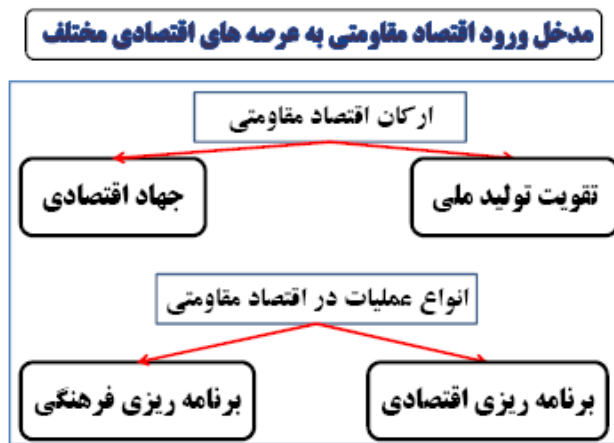 مدخل ورود اقتصاد مقاومتی به عرصه های اقتصادی مختلف
ارکان اقتصاد مقاومتی
تقویت تولید ملی
جهاد اقتصادی
انواع عملیات در اقتصاد مقاومتی
برنامه ریزی اقتصادی
برنامه ریزی فرهنگی